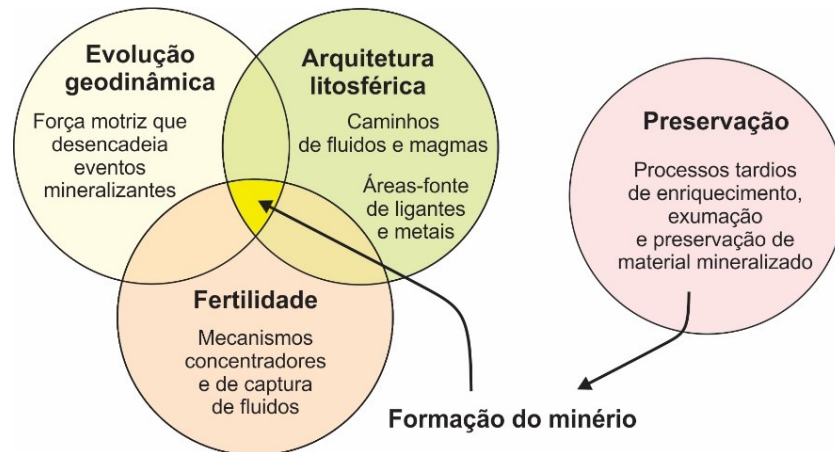 Evolução
geodinâmica
Força motriz que
desencadeia
eventos
mineralizantes
Arquitetura
litosférica
Caminhos
de fluidos e magmas
Áreas-fonte
de ligantes
e metais
Fertilidade
Mecanismos
concentradores
e de captura
de fluidos
Preservação
Processos tardios
de enriquecimento,
exumação
e preservação de
material mineralizado
Formação do minério